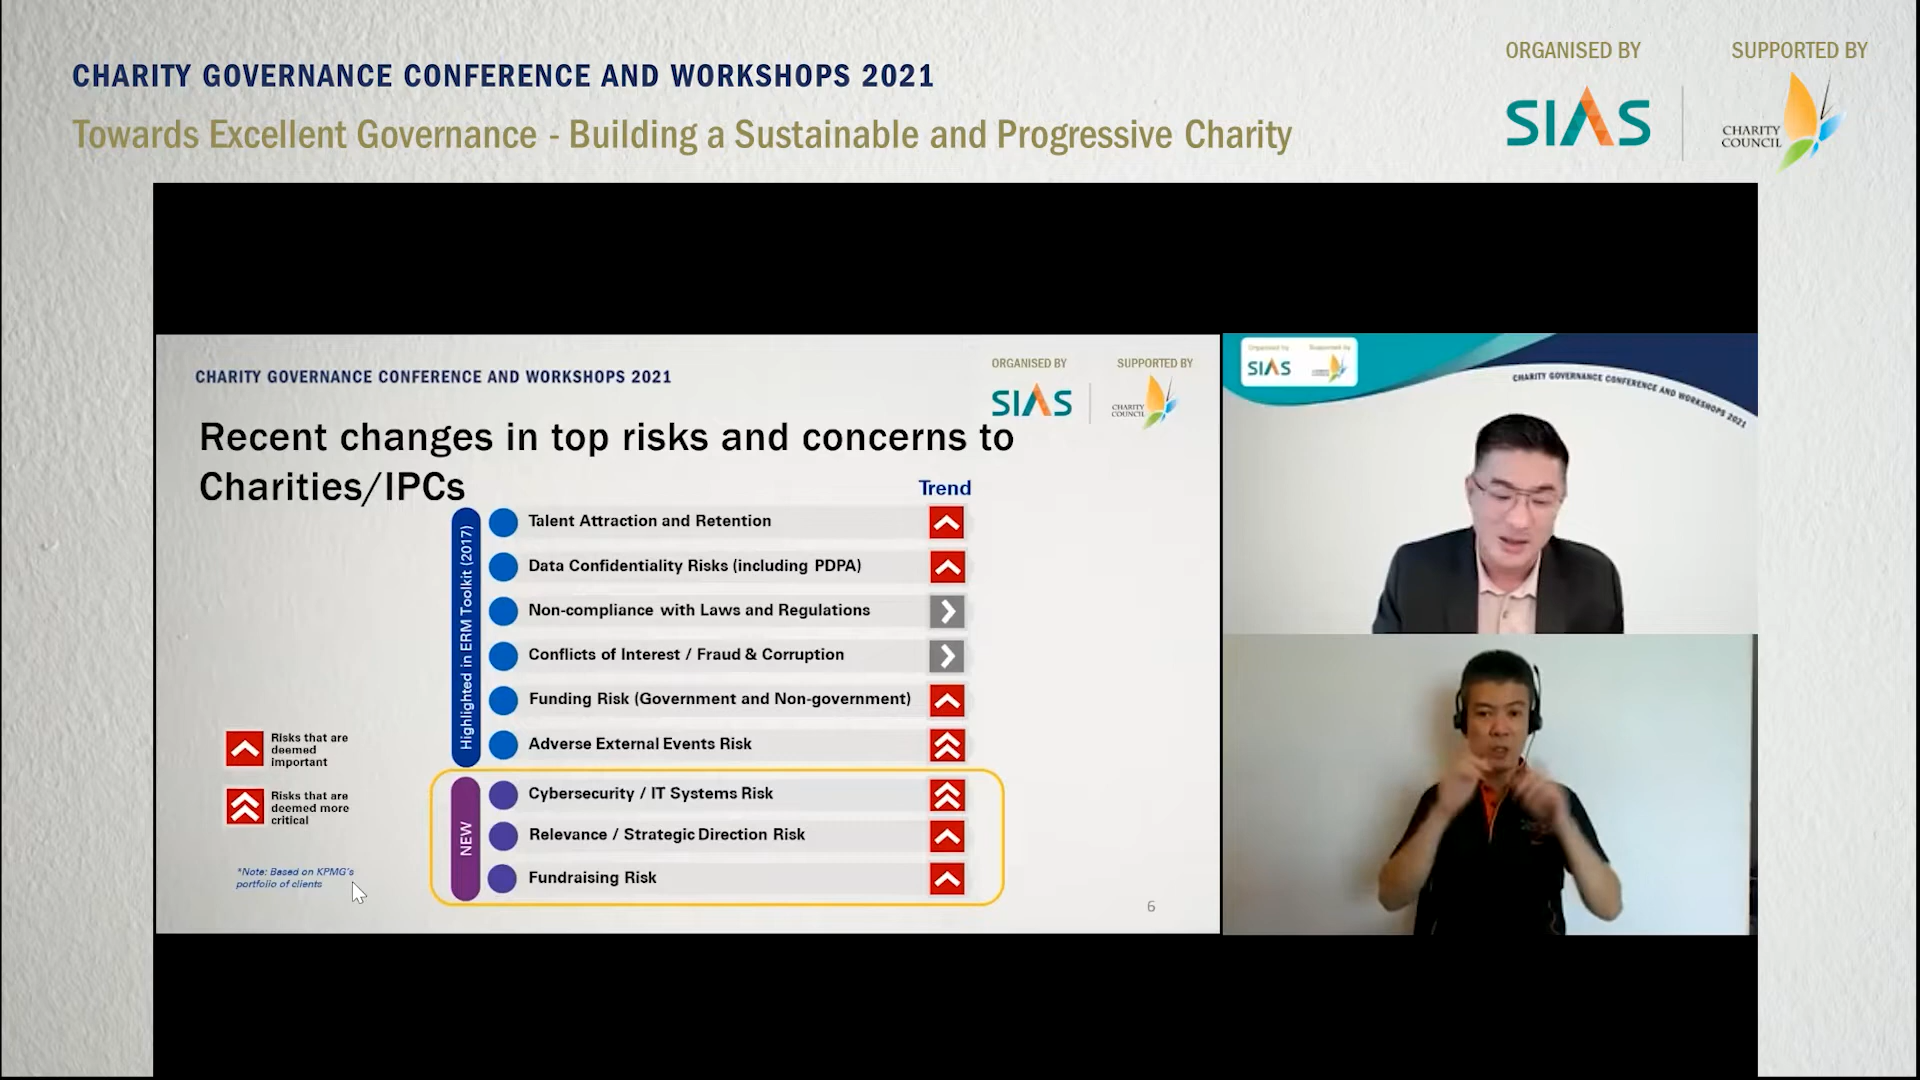 CHARITY GOVERNANCE CONFERENCE AND WORKSHOPS 2021
Towards Excellent Governance - Building a Sustainable and Progressive Charity
ORGANISED BY
SIAS
SUPPORTED BY
CHARITY
COUNCIL
CHARITY GOVERNANCE CONFERENCE AND WORKSHOPS 2021
ORGANISED BY
SIAS
SUPPORTED BY
CHARITY
COUNCIL
Recent changes in top risks and concerns to
Charities/IPCs
Trend
Highlighted in ERM Toolkit (2017)
Talent Attraction and Retention
Data Confidentiality Risks (including PDPA)
Non-compliance with Laws and Regulations
Conflicts of Interest / Fraud & Corruption
Funding Risk (Government and Non-government)
Adverse External Events Risk
NEW
Cybersecurity / IT Systems Risk
Relevance / Strategic Direction Risk
Fundraising Risk
Risks that are
deemed
important
Risks that are
deemed more
critical
*Note: Based on KPMG's
portfolio of clients
6
Organised by
SIAS
Supported by
CHARITY GOVERNANCE CONFERENCE AND WORKSHOPS 2021